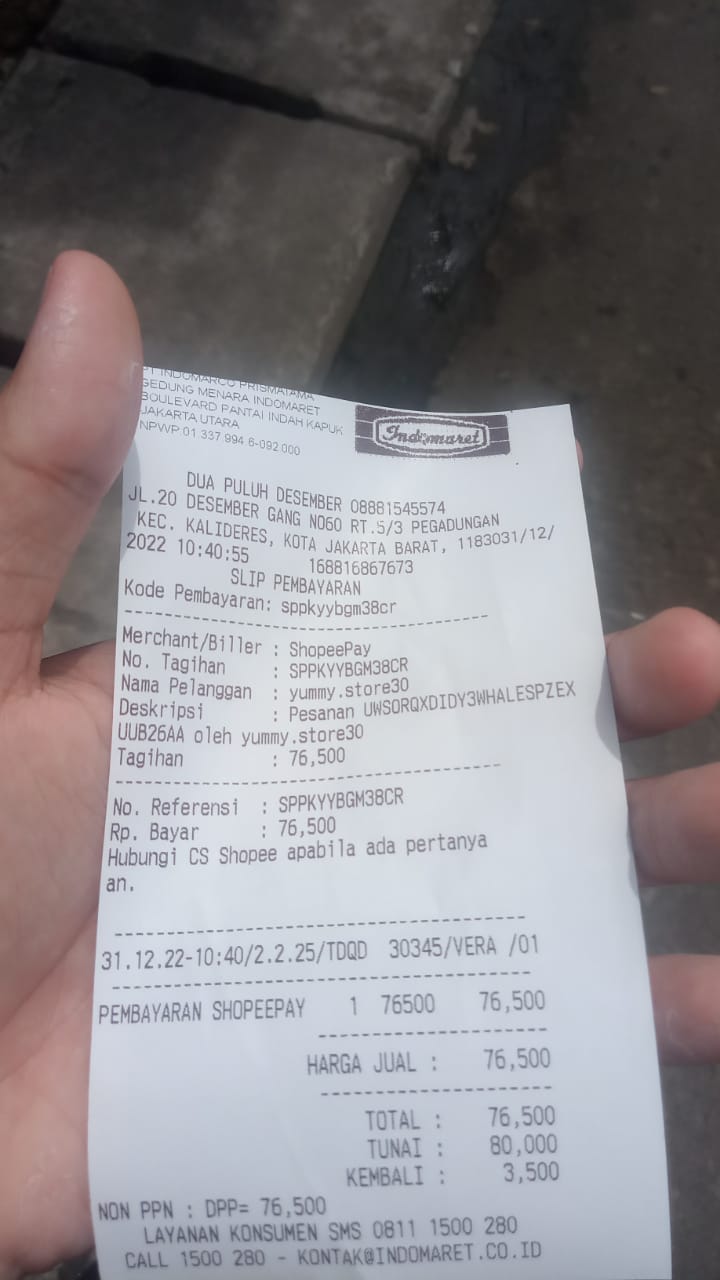 PT INDOMARCO PRISMATAMA
GEDUNG MENARA INDOMARET
BOULEVARD PANTAI INDAH KAPUK
JAKARTA UTARA
NPWP:01 337 994.6-092.000
Indomaret
DUA PULUH DESEMBER 08881545574
JL.20 DESEMBER GANG NO60 RT.5/3 PEGADUNGAN
KEC. KALIDERES, KOTA JAKARTA BARAT, 1183031/12/
2022 10:40:55 168816867673
SLIP PEMBAYARAN
Kode Pembayaran: sppkyybgm38cr
Merchant/Biller : ShopeePay
No. Tagihan : SPPKYYBGM38CR
Nama Pelanggan : yummy.store30
Deskripsi : Pesanan UWSORQXDIDY3WHALESPZEX
UUB26AA oleh yummy.store30
Tagihan : 76,500
No. Referensi : SPPKYYBGM38CR
Rp. Bayar : 76,500
Hubungi CS Shopee apabila ada pertanya
an.
31.12.22-10:40/2.2.25/TDQD 30345/VERA /01
PEMBAYARAN SHOPEEPAY 1 76500 76,500
HARGA JUAL : 76,500
TOTAL : 76,500
TUNAI : 80,000
KEMBALI : 3,500
NON PPN : DPP= 76,500
LAYANAN KONSUMEN SMS 0811 1500 280
CALL 1500 280 - KONTAK@INDOMARET.CO.ID